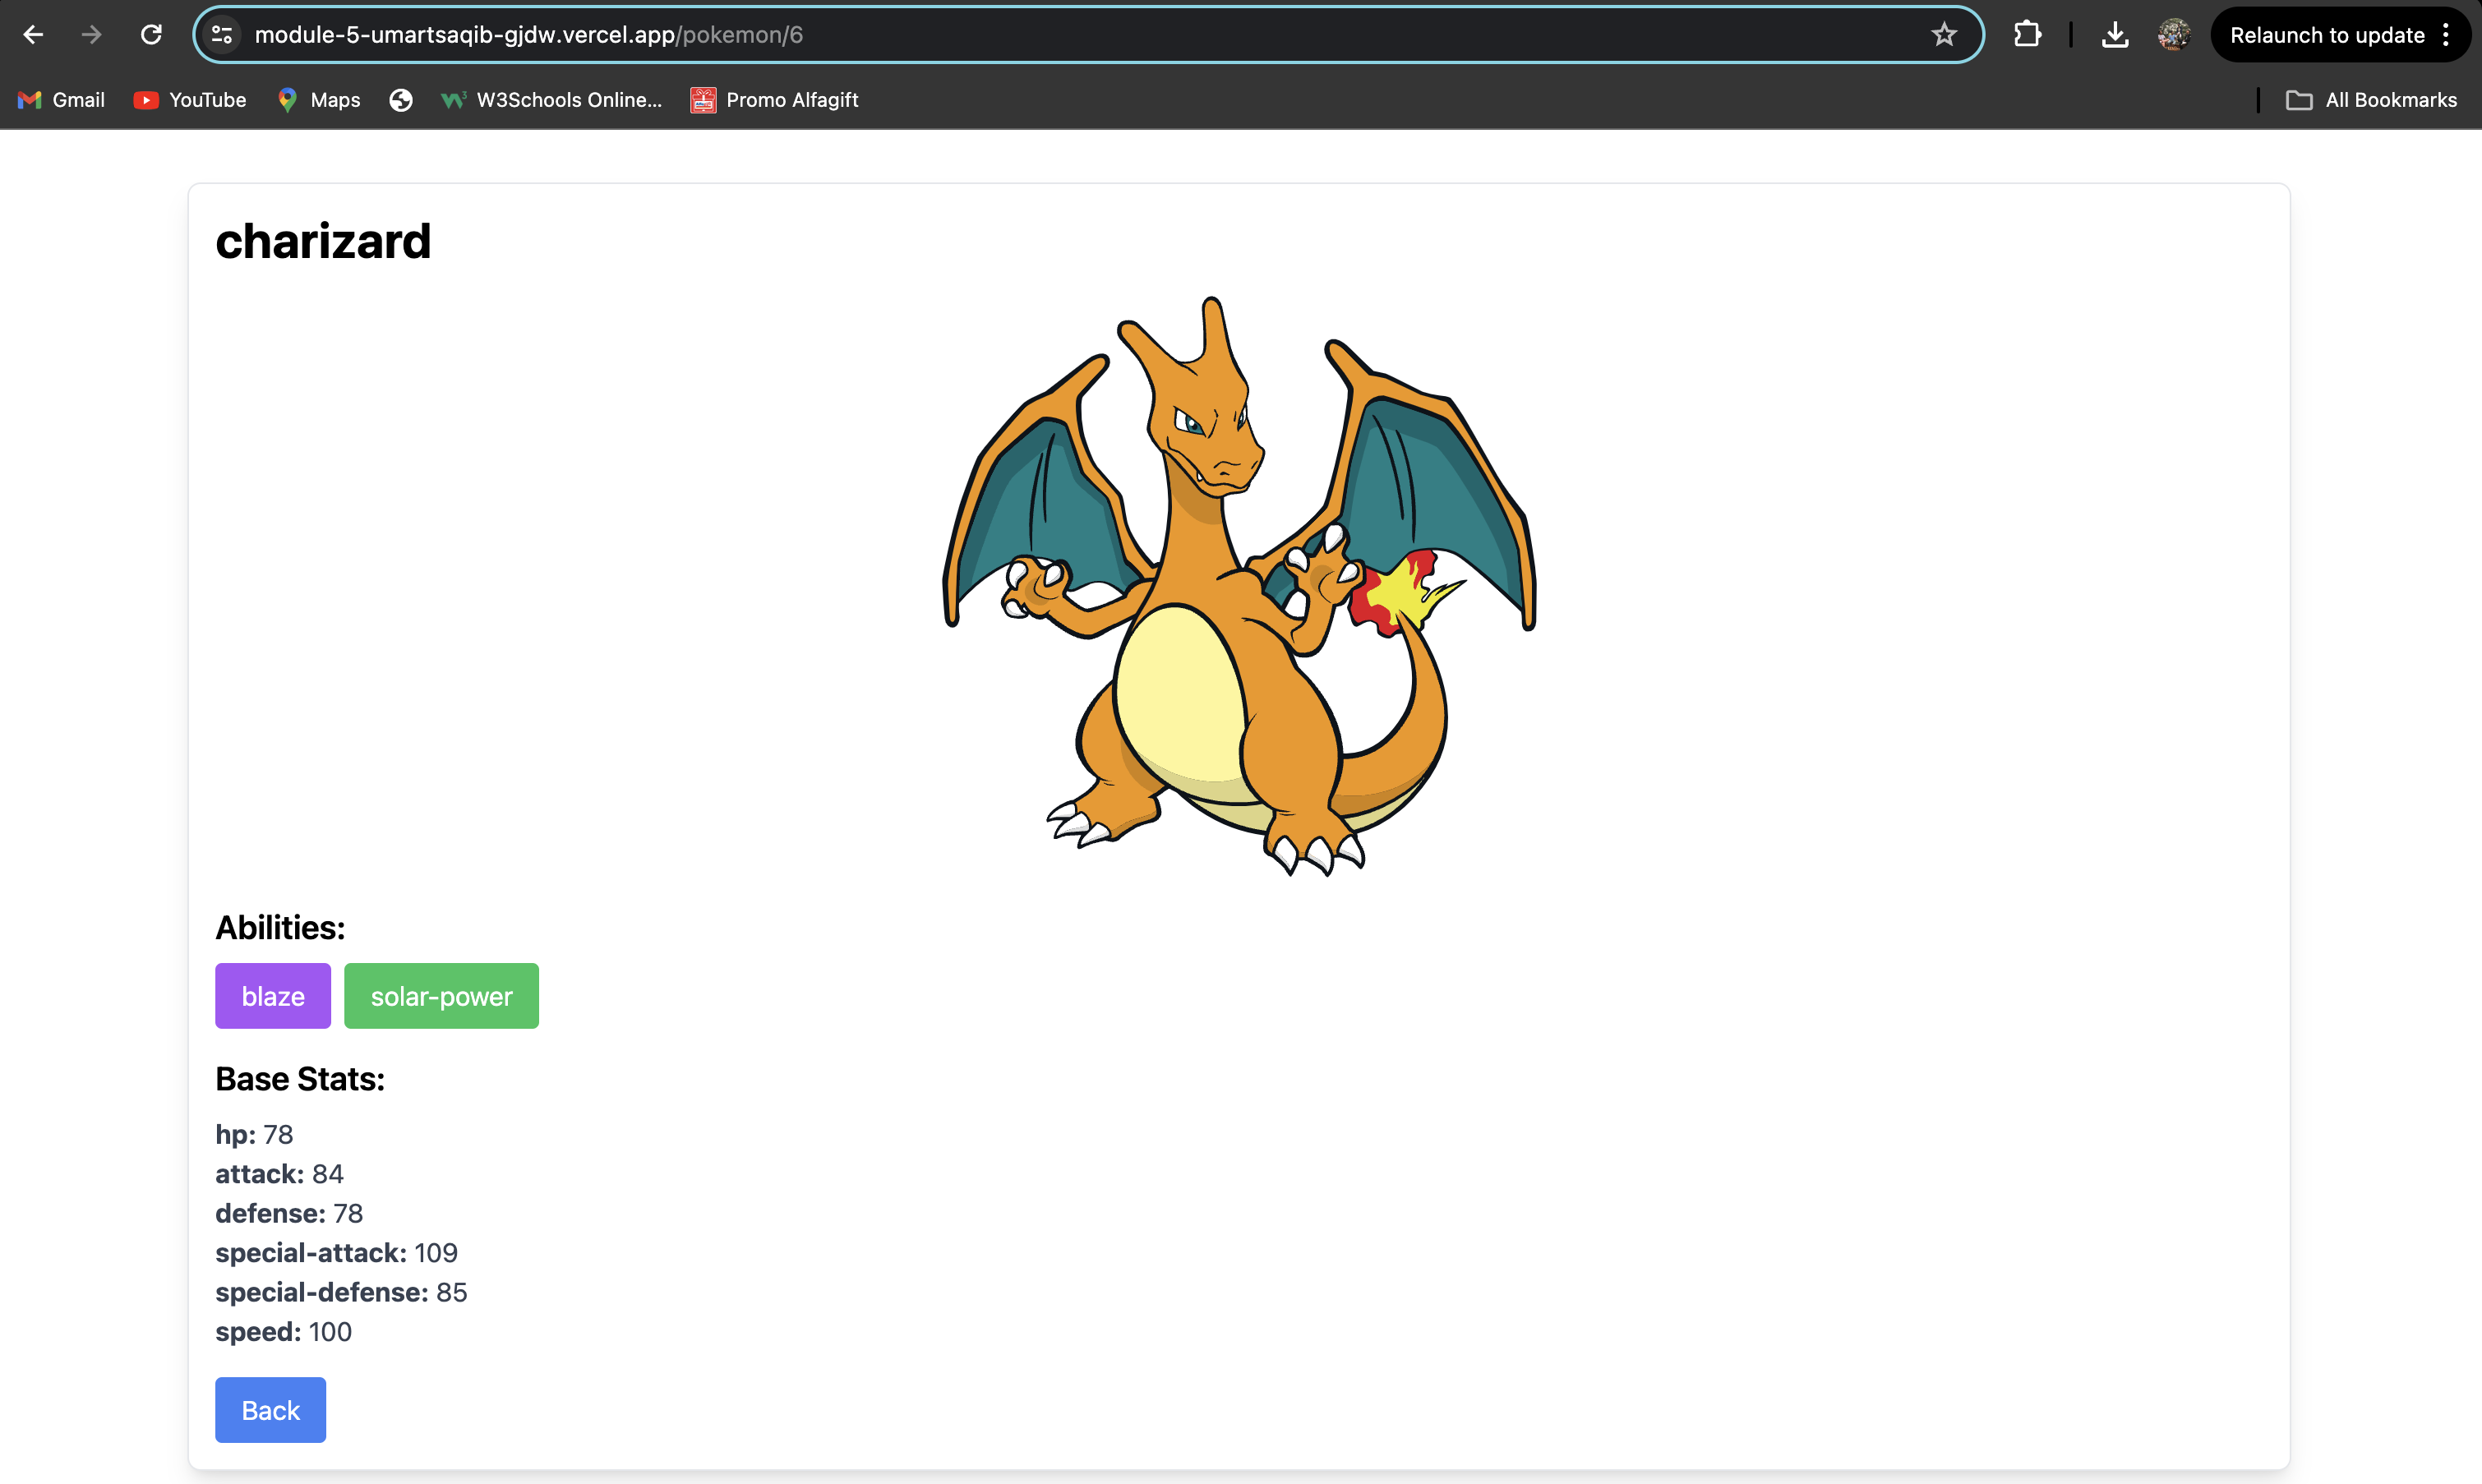 module-5-umartsaqib-gjdw.vercel.app/pokemon/6
Relaunch to update
Gmail YouTube Maps W3Schools Online... Promo Alfagift All Bookmarks
charizard
Abilities:
blaze solar-power
Base Stats:
hp: 78
attack: 84
defense: 78
special-attack: 109
special-defense: 85
speed: 100
Back